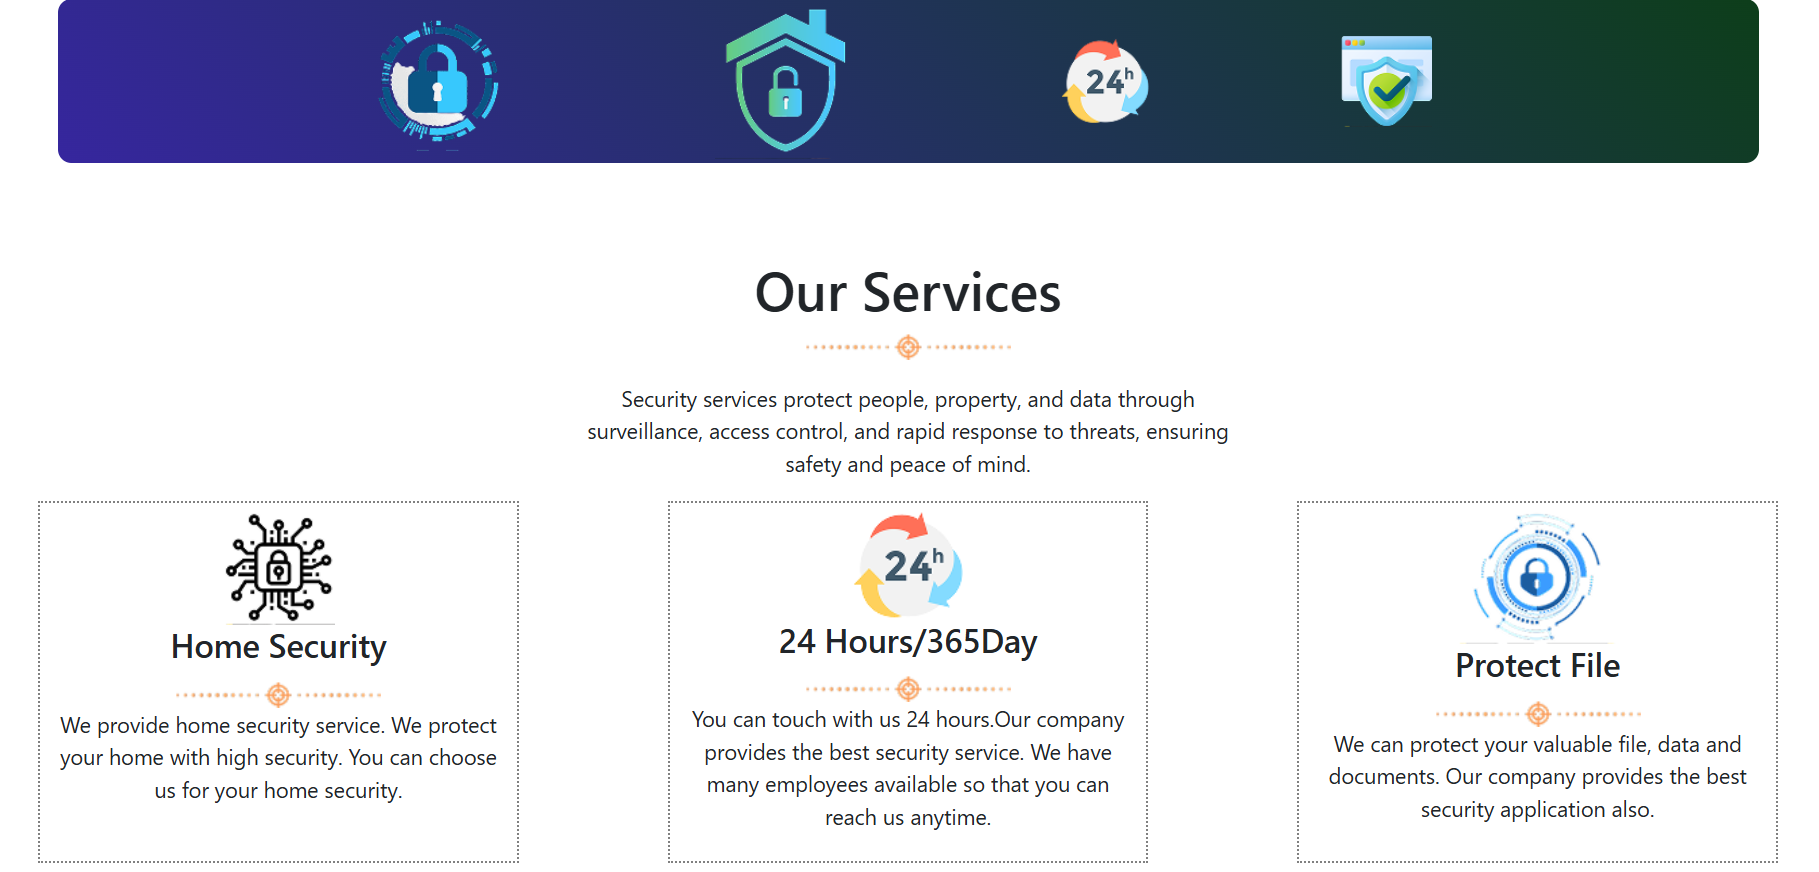 24h
Our Services
Security services protect people, property, and data through
surveillance, access control, and rapid response to threats, ensuring
safety and peace of mind.
Home Security
We provide home security service. We protect
your home with high security. You can choose
us for your home security.
24h
24 Hours/365Day
You can touch with us 24 hours.Our company
provides the best security service. We have
many employees available so that you can
reach us anytime.
Protect File
We can protect your valuable file, data and
documents. Our company provides the best
security application also.